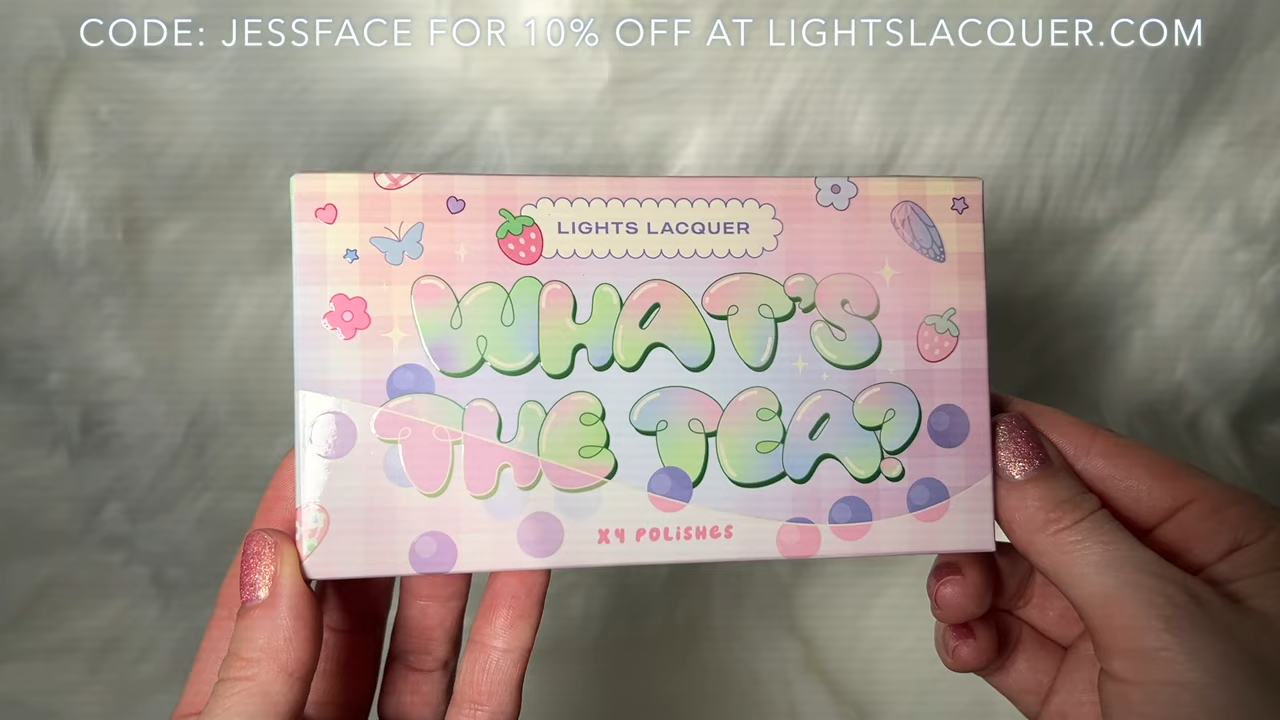 CODE: JESSFACE FOR 10% OFF AT LIGHTSLACQUER.COM
LIGHTS LACQUER
WHAT'S
THE TEA?
X4 POLiSHES